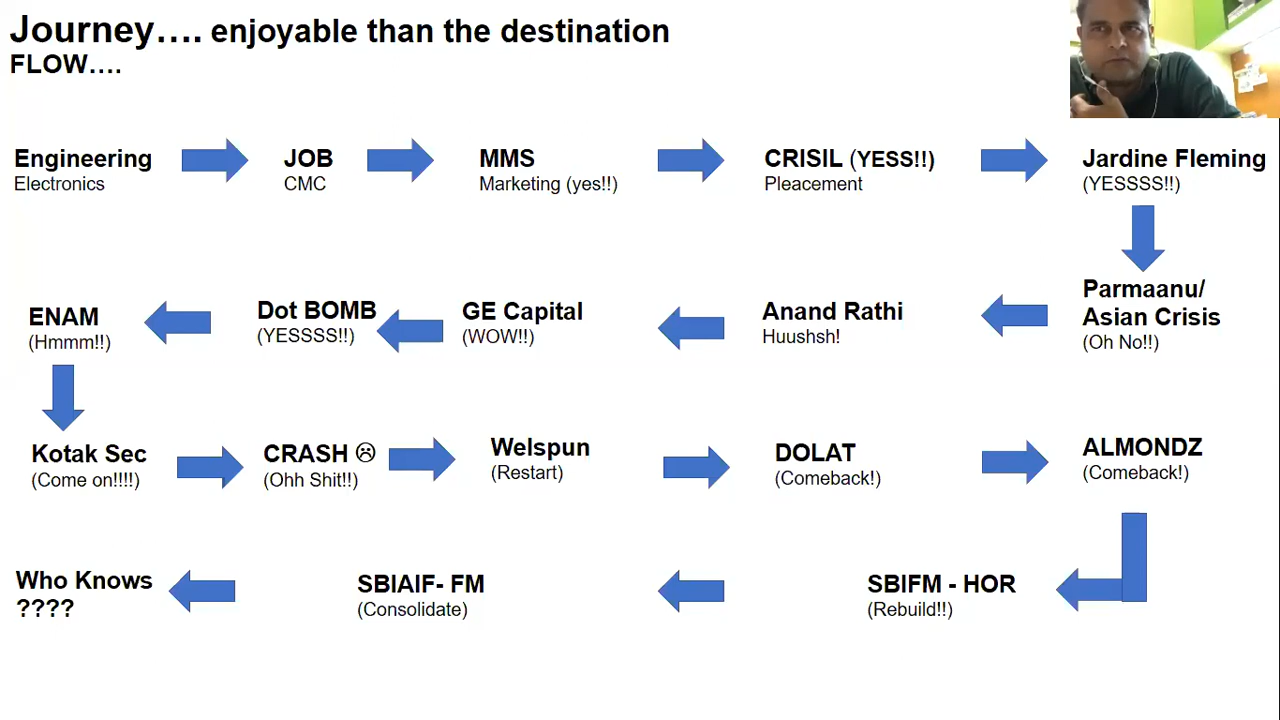 Journey…. enjoyable than the destination
FLOW….
Engineering
Electronics
JOB
CMC
MMS
Marketing (yes!!)
CRISIL (YESS!!)
Pleacement
Jardine Fleming
(YESSSS!!)
Parmaanu/
Asian Crisis
(Oh No!!)
Anand Rathi
Huushsh!
GE Capital
(WOW!!)
Dot BOMB
(YESSSS!!)
ENAM
(Hmmm!!)
Kotak Sec
(Come on!!!!)
CRASH ☹
(Ohh Shit!!)
Welspun
(Restart)
DOLAT
(Comeback!)
ALMONDZ
(Comeback!)
SBIFM - HOR
(Rebuild!!)
SBIAIF- FM
(Consolidate)
Who Knows
????